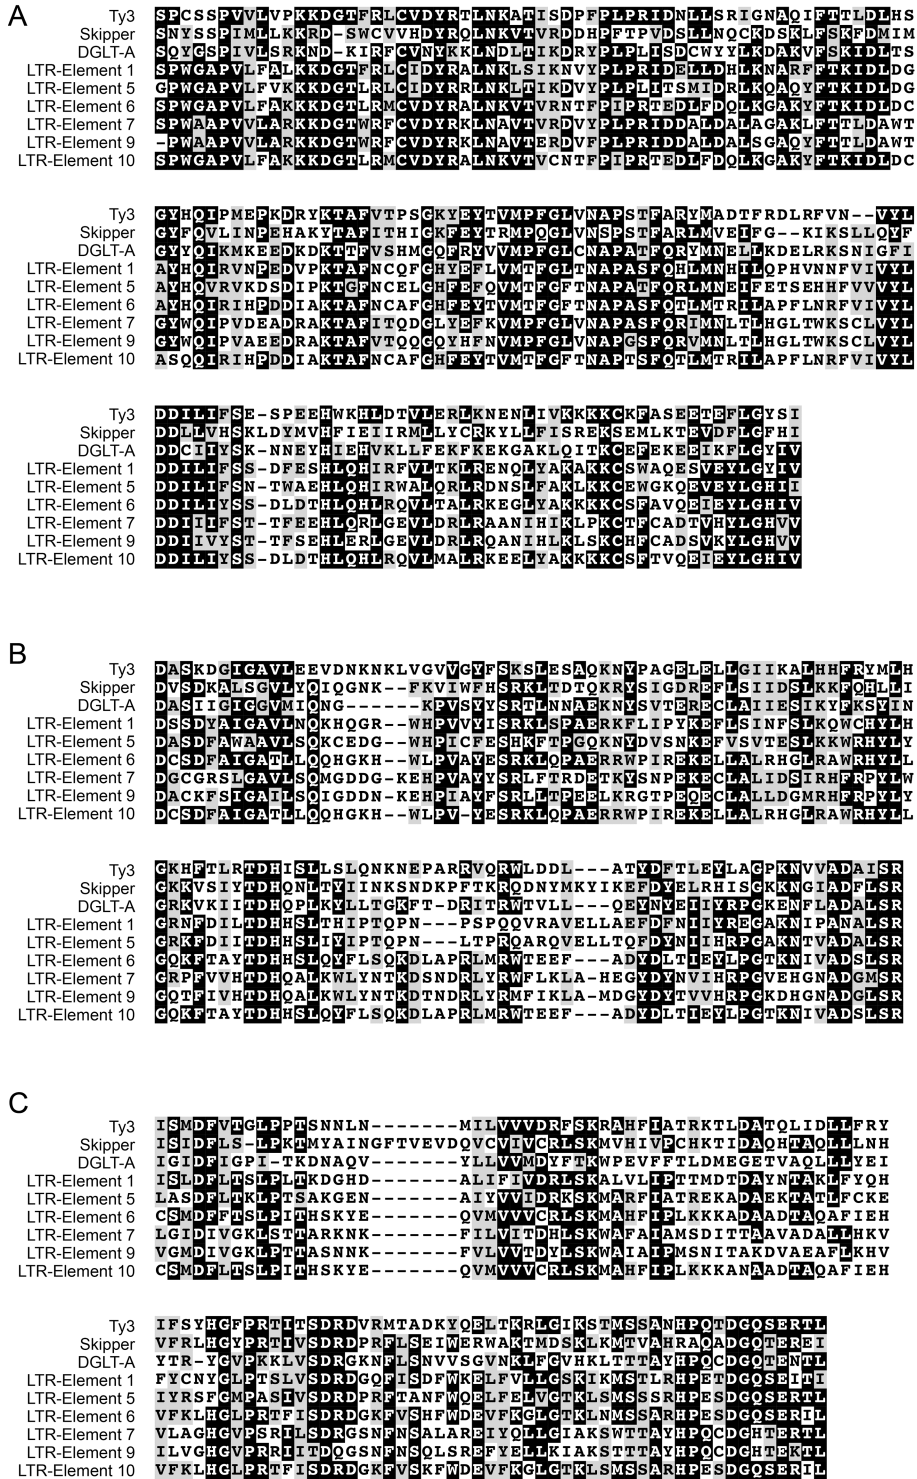 A
Ty3 SPCSSPVVLVPKKDGTFRLCVDYRTLNKATISDPFPLPRIDNLLSRIGNAQIFTTLDLHS
Skipper SNYSSPIMLLKKRD-SWCVVHDYRQLNKVTVRDDHPFTPVDSLLNQCKDSKLFSKFDMIM
DGLT-A SQYGSPIVLSRKND-KIRFCVNYKKLNDLTIKDRYPLPLISDCWYYLKDAKVFTKIDLTS
LTR-Element 1 SPWGAPVLFALKKDGTFRLCIDYRALNKLSIKNVYPLPRIDELLDHLKNARFFTKIDLDS
LTR-Element 5 GPWGAPVLFVKKKDGTLRLCIDYRKLNKLTIKDVYPLPLITSMIDRLKQAQYFTKIDLDG
LTR-Element 6 SPWGAPVLFAKKKDGTLRMCVDYRALNKVTVRNTFPIPRTEDLFDQLKGAKYFTKIDLDC
LTR-Element 7 SPWAAPVVLARKKDGTWRFCVDYRKLNAVTVRDVYPLPRIDDALDALAGAKLFTTLDAWT
LTR-Element 9 -PWAAPVVLARKKDGTWRFCVDYRKLNAVTERDVFPLPRIDDALDALSGAQYFTTLDAWT
LTR-Element 10 SPWGAPVLFAKKKDGTLRMCVDYRALNKVTVCNTFPIPRTEDLFDQLKGAKYFTKIDLDC
Ty3 GYHQIPMEPKDRYKTAFVTPSGKYEYTVMPFGLVNAPSTFARYMADTFRDLRFVN--VYL
Skipper GYFQVLINPEHAKYTAFITHIGKFEYTRMPQGLVNSPSTFARLMVEIFG--KIKSLLQYF
DGLT-A GYYQIKMKEEDKDKTTFVSHMGQFRYVVMPFGLCNAPATFQRYMNELLKDELRKSNIGFI
LTR-Element 1 AYHQIRVNPEDVPKTAFNCQFGHYEFLVMTFGLTNAPASFQHLMNHILQPHVNNFVIVYL
LTR-Element 5 AYHQVRVKDSDIPKTGFNCELGHFEFQVMTFGFTNAPATFQRLMNEIFETSEHHFVVVYL
LTR-Element 6 AYHQIRIHPDDIAKTAFNCAFGHFEYTVMTFGFTNAPASFQTLMTRILAPFLNRFVIVYL
LTR-Element 7 GYWQIPVDEADRAKTAFITQDGLYEFKVMPFGLVNAPASFQRIMNLTLHGLTWKSCLVYL
LTR-Element 9 GYWQIPVAEEDRAKTAFVTQQGQYHFNVMPFGLVNAPGSFQRVMNLTLHGLTWKSCLVYL
LTR-Element 10 ASQQIRIHPDDIAKTAFNCAFGHFEYTVMTFGFTNAPTSFQTLMTRILAPFLNRFVIVYL
Ty3 DDILIFSE-SPEEHWKHLDTVLERLKNENLIVKKKKCKFASEETEFLGYSI
Skipper DDLLVHSKLDYMVHFIEIIRMLLYCRKYLLFISREKSEMLKTEVDFLGFHI
DGLT-A DDCIIYSK-NNEYHIEHVKLLFEKFKEKGAKLQITKCEFEKEEIKFLGYIV
LTR-Element 1 DDILIFSS-DFESHLQHIRFVLTKLRENQLYAKAKKCSWAQESVEYLGYIV
LTR-Element 5 DDILIFSN-TWAEHLQHIRWALQRLRDNSLFAKLKKCEWGKQEVEYLGHII
LTR-Element 6 DDILIYSS-DLDTHLQHLRQVLTALRKEGLYAKKKKCSFAVQEIEYLGHIV
LTR-Element 7 DDIIIFST-TFEEHLQRLGEVLDRLRAANIHIKLPKCTFCADTVHYLGHVV
LTR-Element 9 DDIIVYST-TFSEHLERLGEVLDRLRQANIHLKLSKCHFCADSVKYLGHVV
LTR-Element 10 DDILIYSS-DLDTHLQHLRQVLMALRKEELYAKKKKCSFTVQEIEYLGHIV
B
Ty3 DASKDGIGAVLEEVDNKNKLVGVVGYFSKSLESAQKNYPAGELELLGIIKALHHFRYMLH
Skipper DVSDKALSGVLYQIQGNK--FKVIWFHSRKLTDTQKRYSIGDREFLSIIDSLKKFQHLLI
DGLT-A DASIIGIGGVMIQNG------KPVSYYSRTLNNAEKNYSVTERECLAIIESIKYFKSYIN
LTR-Element 1 DSSDYAIGAVLNQKHQGR--WHPVVYISRKLSPAERKFLIPYKEFLSINFSLKQWCHYLH
LTR-Element 5 DASDFAWAAVLSQKCEDG--WHPICFESHKFTPGQKNYDVSNKEFVSVTESLKKWRHYLY
LTR-Element 6 DCSDFAIGATLLQQHGKH--WLPVAYESRKLQPAERRWPIREKELLALRHGLRAWRHYLL
LTR-Element 7 DGCGRSLGAVLSQMGDDG-KEHPVAYYSRLFTRDETKYSNPEKECLALIDSIRHFRPYLW
LTR-Element 9 DACKFSIGAILSQIGDDN-KEHPIAYFSRLLTPEELKRGTPEQECLALLDGMRHFRPYLY
LTR-Element 10 DCSDFAIGATLLQQHGKH--WLPV-YESRKLQPAERRWPIREKELLALRHGLRAWRHYLL
Ty3 GKHFTLRTDHISLLSLQNKNEPARRVQRWLDDL---ATYDFTLEYLAGPKNVVADAISR
Skipper GKKVSIYTDHQNLTYIINKSNDKPFTKRQDNYMKYIKEFDYELRHISGKKNGIADFLSR
DGLT-A GRKVKIITDHQPLKYLLTGKFT-DRITRWTVLL---QEYNYEIIYRPGKENFLADALSR
LTR-Element 1 GRNFDILTDHHSLTHIPTQPN---PSPQQVRAVELLAEFDFNIIYREGAKNIPANALSR
LTR-Element 5 GRKFDIITDHHSLIYIPTQPN---LTPRQARQVELLTQFDYNIIHRPGAKNTVADALSR
LTR-Element 6 GQKFTAYTDHHSLQYFLSQKDLAPRLMRWTEEF---ADYDLTIEYLPGTKNIVADSLSR
LTR-Element 7 GRPFVVHTDHQALKWLYNTKDSNDRLYRWFLKLA-HEGYDYNVIHRPGVEHGNADGMSR
LTR-Element 9 GQTFIVHTDHQALKWLYNTKDTNDRLYRMFIKLA-MDGYDYTVVHRPGKDHGNADGLSR
LTR-Element 10 GQKFTAYTDHHSLQYFLSQKDLAPRLMRWTEEF---ADYDLTIEYLPGTKNIVADSLSR
C
Ty3 ISMDFVTGLPPTSNNLN-------MILVVVDRFSKRAHFIATRKTLDATQLIDLLFRY
Skipper ISIDFLS-LPKTMYAINGFTVEVDQVCVIVCRLSKMVHIVPCHKTIDAQHTAQLLLNH
DGLT-A IGIDFIGPI-TKDNAQV-------YLLVVMDYFTKWPEVFFTLDMEGETVAQLLLYEI
LTR-Element 1 ISLDFLTSLPLTKDGHD-------ALIFIVDRLSKALVLIPTTMDTDAYNTAKLFYQH
LTR-Element 5 LASDFLTKLPTSAKGEN-------AIYVVIDRKSKMARFIATREKADAEKTATLFCKE
LTR-Element 6 CSMDFFTSLPITHSKYE-------QVMVVVCRLSKMAHFIPLKKKADAADTAQAFIEH
LTR-Element 7 LGIDIVGKLSTTARKNK-------FILVITDHLSKWAFAIAMSDITTAAVADALLHKV
LTR-Element 9 VGMDIVGKLPTTASNNK-------YVLVVTDYLSKWAIAIPMSNITAKDVAEAFLKHV
LTR-Element 10 CSMDFLTSLPITHSKYE-------QVMVVVCRLSKMAHFIPLKKKANAADTAQAFIEH
Ty3 IFSYHGFPRTITSDRDVRMTADKYQELTKRLGIKSTMSSANHPQTDGQSERTL
Skipper VFRLHGYPRTIVSDRDPRFLSEIWERWAKTMDSKLKMTVAHRAQADGQTEREI
DGLT-A YTR-YGVPKKLVSDRGKNFLSNVVSGVNKLFGVHKLTTTAYHPQCDGQTENTL
LTR-Element 1 FYCNYGLPTSLVSDRDGQFISDFWKELFVLLGSKIKMSTLRHPETDGQSEITI
LTR-Element 5 IYRSFGMPASIVSDRDPRFTANFWQELFELVGTKLSMSSSRHPESDGQSERTL
LTR-Element 6 VFKLHGLPRTFISDRDGKFVSHFWDEVFKGLGTKLNMSSARHPESDGQSERIL
LTR-Element 7 VLAGHGVPSRILSDRGSNFNSALAREIYQLLGIAKSWTTAYHPQCDGHTERTL
LTR-Element 9 ILVGHGVPRRIITDQGSNFNSQLSREFYELLKIAKSTTTAYHPQCDGHTEKTL
LTR-Element 10 VFKLHGLPRTFISDRDGKFVSKFWDEVFKGLGTKLSMSSARHPESDGQSERIL